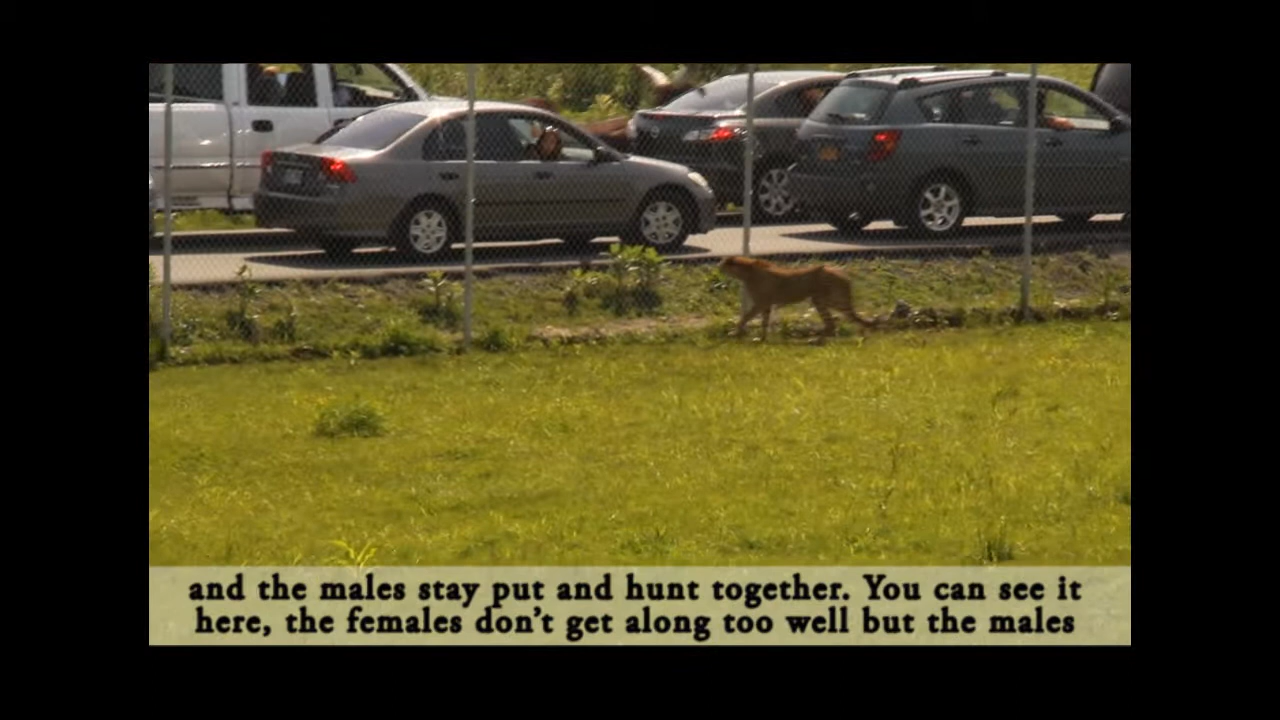 and the males stay put and hunt together. You can see it
here, the females don't get along too well but the males